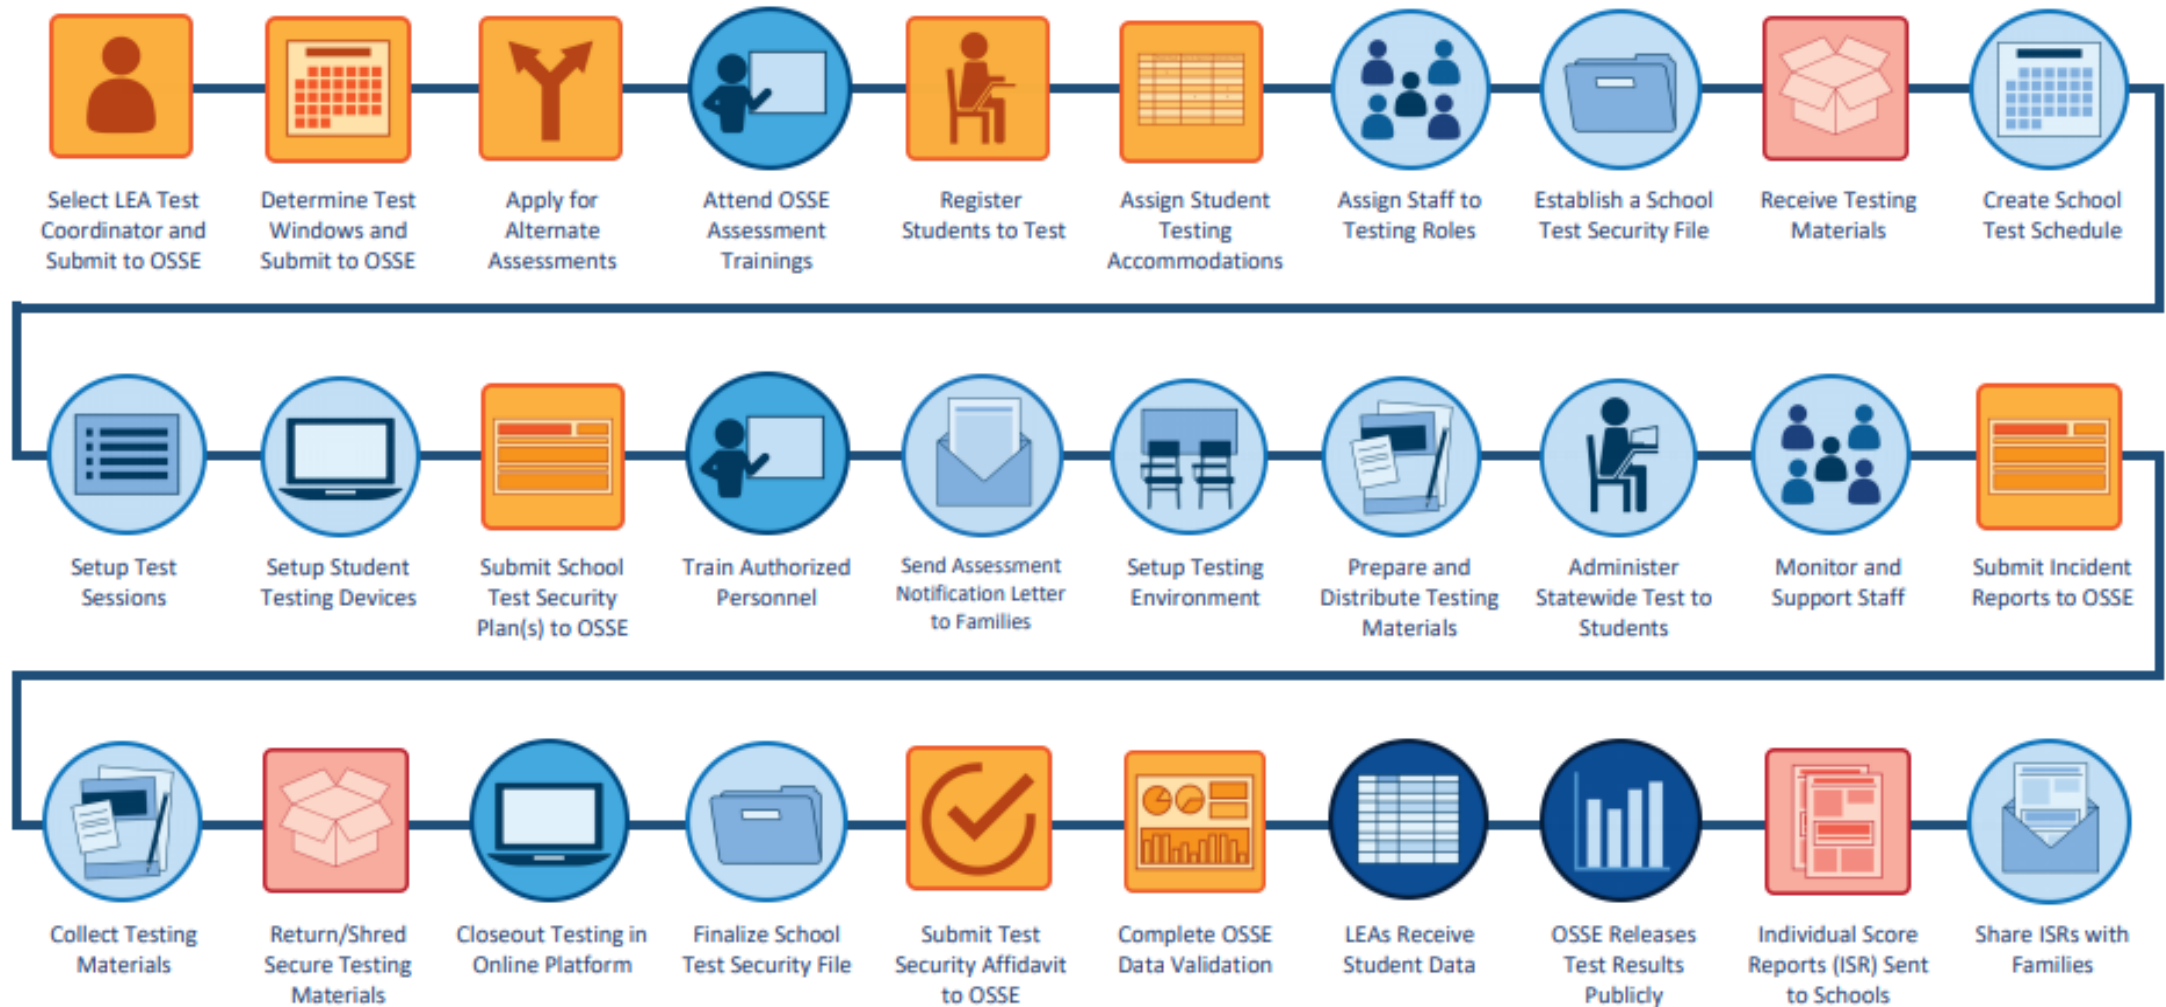 Select LEA Test
Coordinator and
Submit to OSSE
Determine Test
Windows and
Submit to OSSE
Apply for
Alternate
Assessments
Attend OSSE
Assessment
Trainings
Register
Students to Test
Assign Student
Testing
Accommodations
Assign Staff to
Testing Roles
Establish a School
Test Security File
Receive Testing
Materials
Create School
Test Schedule
Setup Test
Sessions
Setup Student
Testing Devices
Submit School
Test Security
Plan(s) to OSSE
Train Authorized
Personnel
Send Assessment
Notification Letter
to Families
Setup Testing
Environment
Prepare and
Distribute Testing
Materials
Administer
Statewide Test to
Students
Monitor and
Support Staff
Submit Incident
Reports to OSSE
Collect Testing
Materials
Return/Shred
Secure Testing
Materials
Closeout Testing in
Online Platform
Finalize School
Test Security File
Submit Test
Security Affidavit
to OSSE
Complete OSSE
Data Validation
LEAs Receive
Student Data
OSSE Releases
Test Results
Publicly
Individual Score
Reports (ISR) Sent
to Schools
Share ISRs with
Families